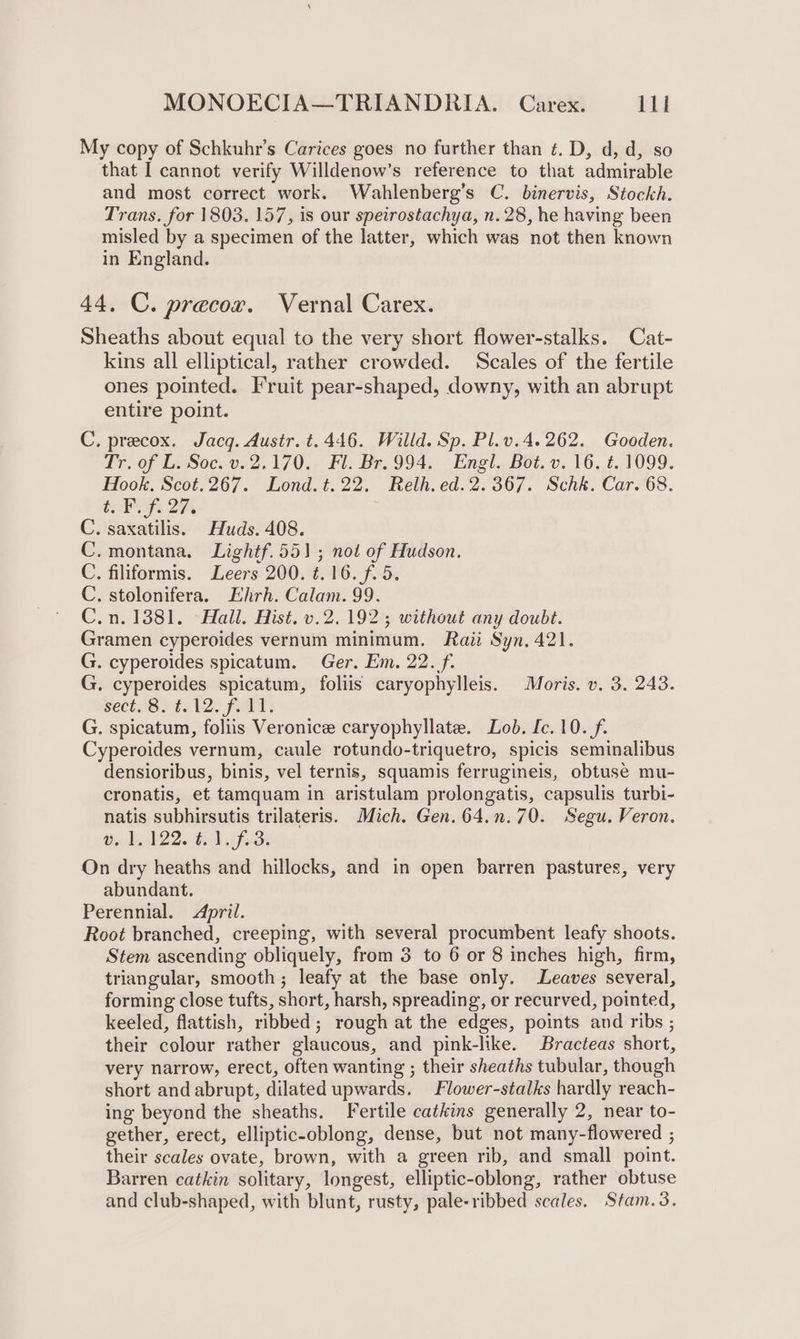 MONOECIA—TRIANDRIA. Carex. 111
My copy of Schkuhr's Carices goes no further than t. D, d, d, so
that I cannot verify Willdenow's reference to that admirable
and most correct work. Wahlenberg's C. binervis, Stockh.
Trans. for 1803. 157, is our speirostachya, n. 28, he having been
misled by a specimen of the latter, which was not then known
in England.
44. C. præcox. Vernal Carex.
Sheaths about equal to the very short flower-stalks. Cat-
kins all elliptical, rather crowded. Scales of the fertile
ones pointed. Fruit pear-shaped, downy, with an abrupt
entire point.
C. præcox. Jacq. Austr. t. 446. Willd. Sp. Pl. v. 4. 262. Gooden.
Tr. of L. Soc. v. 2. 170. Fl. Br. 994. Engl. Bot. v. 16. t. 1099.
Hook. Scot. 267. Lond. t. 22. Relh. ed. 2. 367. Schk. Car. 68.
t. F. f. 27.
C. saxatilis. Huds. 408.
C. montana. Lightf. 551; not of Hudson.
C. filiformis. Leers 200. t. 16. f. 5.
C. stolonifera. Ehrh. Calam. 99.
C. n. 1381. Hall. Hist. v. 2. 192; without any doubt.
Gramen cyperoides vernum minimum. Raii Syn. 421.
G. cyperoides spicatum. Ger. Em. 22. f.
G. cyperoides spicatum, foliis caryophylleis. Moris. v. 3. 243.
sect. 8. t. 12. f. 11.
G. spicatum, foliis Veronicæ caryophyllatæ. Lob. Ic. 10. f.
Cyperoides vernum, caule rotundo-triquetro, spicis seminalibus
densioribus, binis, vel ternis, squamis ferrugineis, obtusè mu-
cronatis, et tamquam in aristulam prolongatis, capsulis turbi-
natis subhirsutis trilateris. Mich. Gen. 64. n. 70. Segu. Veron.
v. 1. 122. t. 1. f. 3.
On dry heaths and hillocks, and in open barren pastures, very
abundant.
Perennial. April.
Root branched, creeping, with several procumbent leafy shoots.
Stem ascending obliquely, from 3 to 6 or 8 inches high, firm,
triangular, smooth; leafy at the base only. Leaves several,
forming close tufts, short, harsh, spreading, or recurved, pointed,
keeled, flattish, ribbed; rough at the edges, points and ribs;
their colour rather glaucous, and pink-like. Bracteas short,
very narrow, erect, often wanting; their sheaths tubular, though
short and abrupt, dilated upwards. Flower-stalks hardly reach-
ing beyond the sheaths. Fertile catkins generally 2, near to-
gether, erect, elliptic-oblong, dense, but not many-flowered;
their scales ovate, brown, with a green rib, and small point.
Barren catkin solitary, longest, elliptic-oblong, rather obtuse
and club-shaped, with blunt, rusty, pale-ribbed scales. Stam. 3.